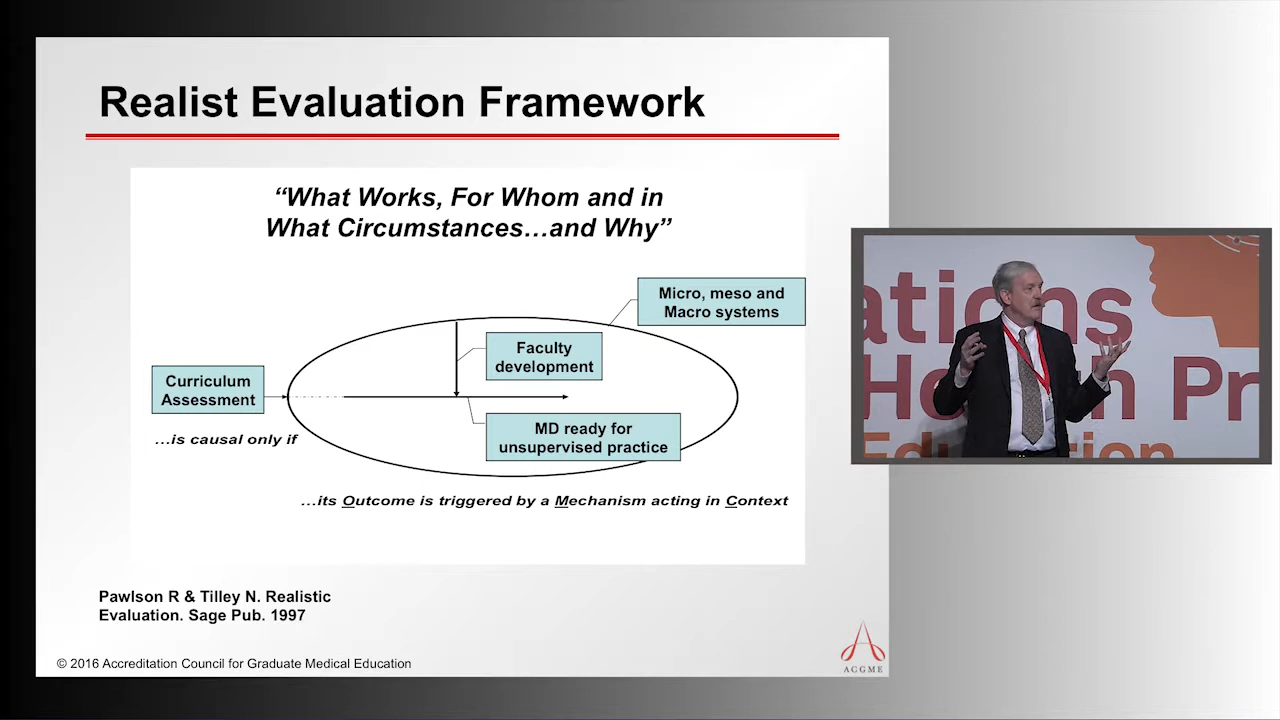 Realist Evaluation Framework
“What Works, For Whom and in
What Circumstances…and Why”
Micro, meso and
Macro systems
Faculty
development
Curriculum
Assessment
MD ready for
unsupervised practice
…is causal only if
…its Outcome is triggered by a Mechanism acting in Context
Pawlson R & Tilley N. Realistic
Evaluation. Sage Pub. 1997
© 2016 Accreditation Council for Graduate Medical Education
ACGME
ations
Pr